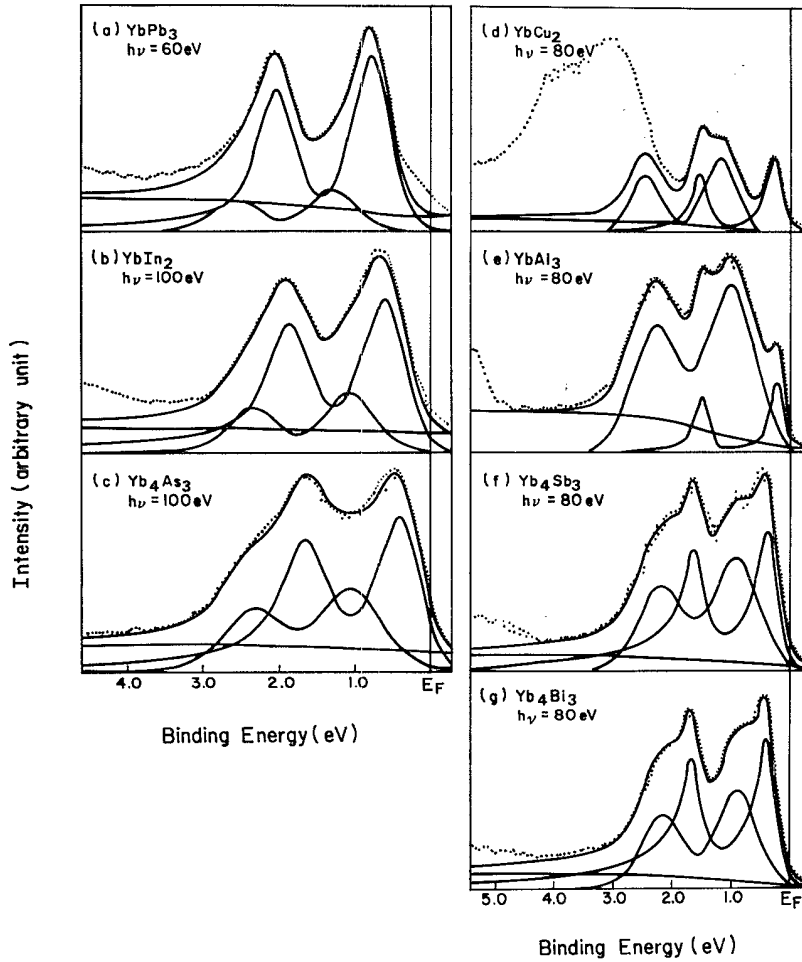 (a) YbPb3
hν = 60eV
(b) YbIn2
hν = 100eV
(c) Yb4As3
hν = 100eV
4.0 3.0 2.0 1.0 EF
Binding Energy (eV)
Intensity (arbitrary unit)
(d) YbCu2
hν = 80eV
(e) YbAl3
hν = 80eV
(f) Yb4Sb3
hν = 80eV
(g) Yb4Bi3
hν = 80eV
5.0 4.0 3.0 2.0 1.0 EF
Binding Energy (eV)